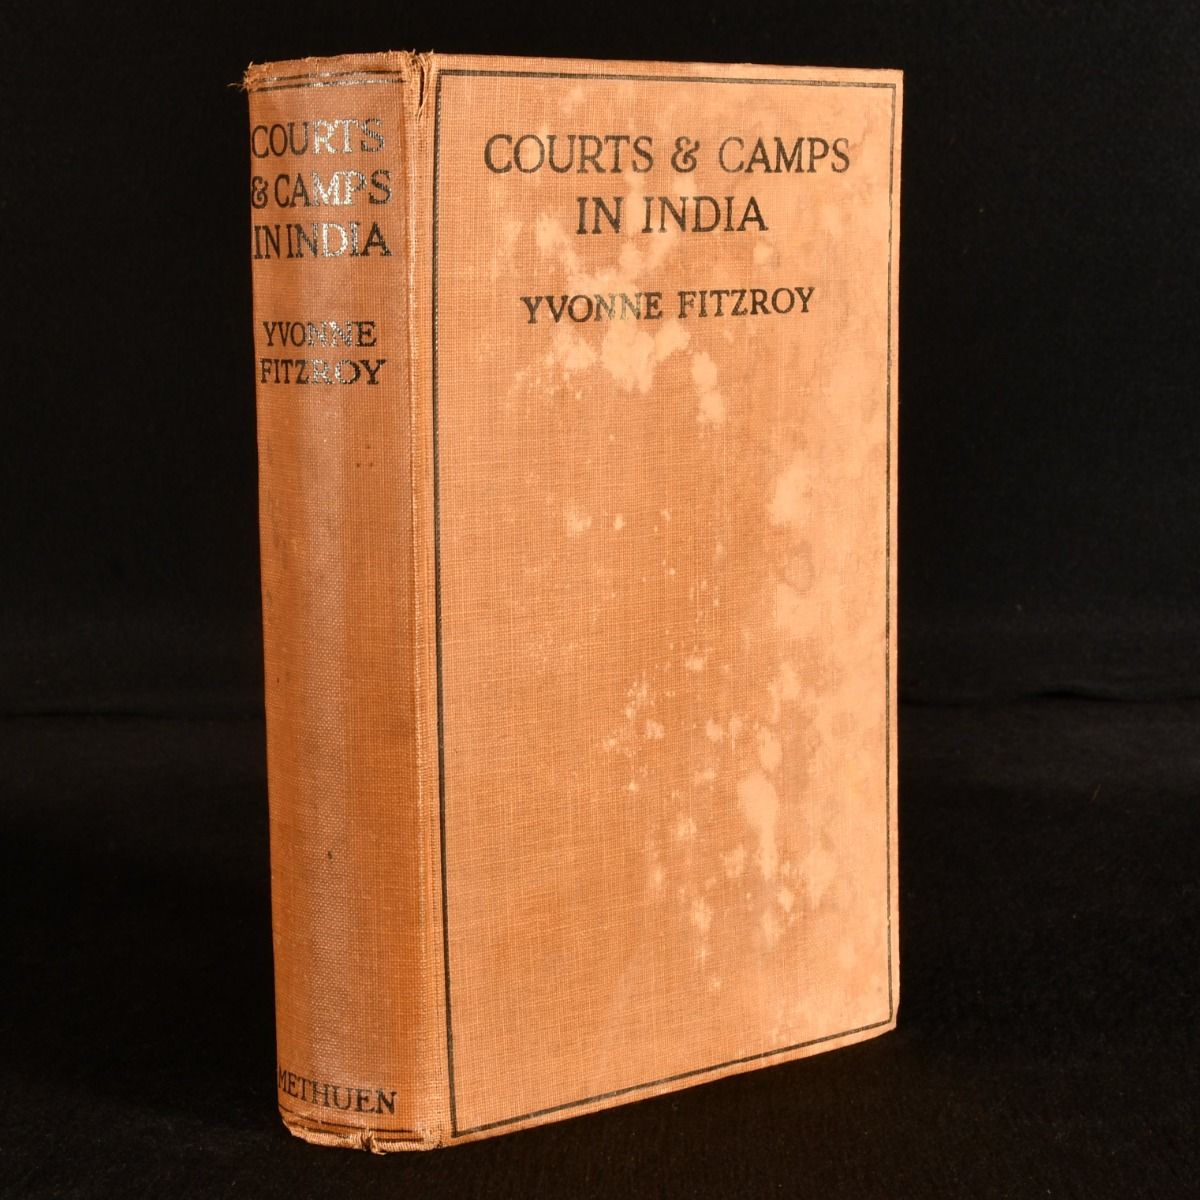 COURTS
& CAMPS
IN INDIA
YVONNE
FITZROY
METHUEN
COURTS & CAMPS
IN INDIA
YVONNE FITZROY